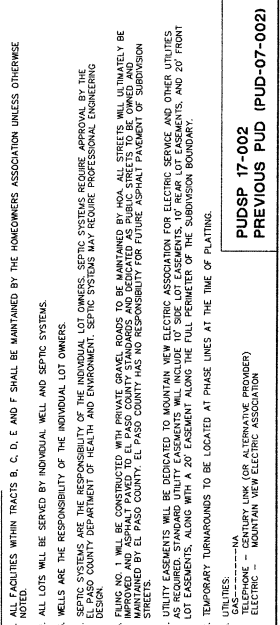 ALL FACILITIES WITHIN TRACTS B, C, D, E AND F SHALL BE MAINTAINED BY THE HOMEOWNERS ASSOCIATION UNLESS OTHERWISE
NOTED.
ALL LOTS WILL BE SERVED BY INDIVIDUAL WELL AND SEPTIC SYSTEMS.
WELLS ARE THE RESPONSIBILITY OF THE INDIVIDUAL LOT OWNERS.
SEPTIC SYSTEMS ARE THE RESPONSIBILITY OF THE INDIVIDUAL LOT OWNERS. SEPTIC SYSTEMS REQUIRE APPROVAL BY THE
EL PASO COUNTY DEPARTMENT OF HEALTH AND ENVIRONMENT. SEPTIC SYSTEMS MAY REQUIRE PROFESSIONAL ENGINEERING
DESIGN.
FILING NO. 1 WILL BE CONSTRUCTED WITH PRIVATE GRAVEL ROADS TO BE MAINTAINED BY HOA. ALL STREETS WILL ULTIMATELY BE
IMPROVED AND ASPHALT PAVED TO EL PASO COUNTY STANDARDS AND DEDICATED AS PUBLIC STREETS TO BE OWNED AND
MAINTAINED BY EL PASO COUNTY. EL PASO COUNTY HAS NO RESPONSIBILITY FOR FUTURE ASPHALT PAVEMENT OF SUBDIVISION
STREETS.
UTILITY EASEMENTS WILL BE DEDICATED TO MOUNTAIN VIEW ELECTRIC ASSOCIATION FOR ELECTRIC SERVICE AND OTHER UTILITIES
AS REQUIRED. STANDARD UTILITY EASEMENTS WILL INCLUDE 10' SIDE LOT EASEMENTS, 10' REAR LOT EASEMENTS, AND 20' FRONT
LOT EASEMENTS, ALONG WITH A 20' EASEMENT ALONG THE FULL PERIMETER OF THE SUBDIVISION BOUNDARY.
TEMPORARY TURNAROUNDS TO BE LOCATED AT PHASE LINES AT THE TIME OF PLATTING.
UTILITIES:
GAS--------NA
TELEPHONE - CENTURY LINK (OR ALTERNATIVE PROVIDER)
ELECTRIC - MOUNTAIN VIEW ELECTRIC ASSOCIATION
PUDSP 17-002
PREVIOUS PUD (PUD-07-002)